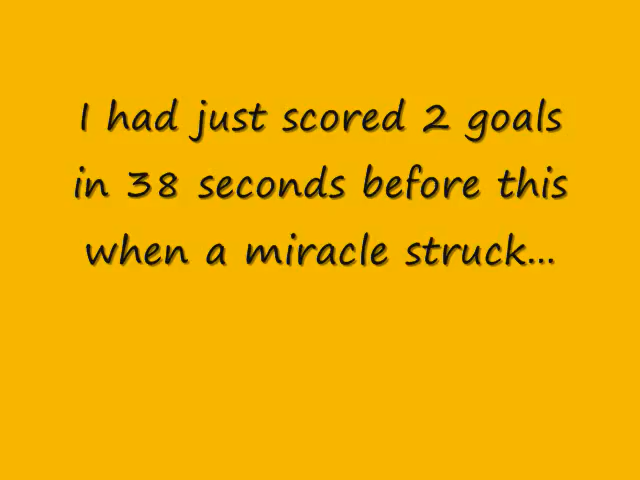 I had just scored 2 goals
in 38 seconds before this
when a miracle struck...